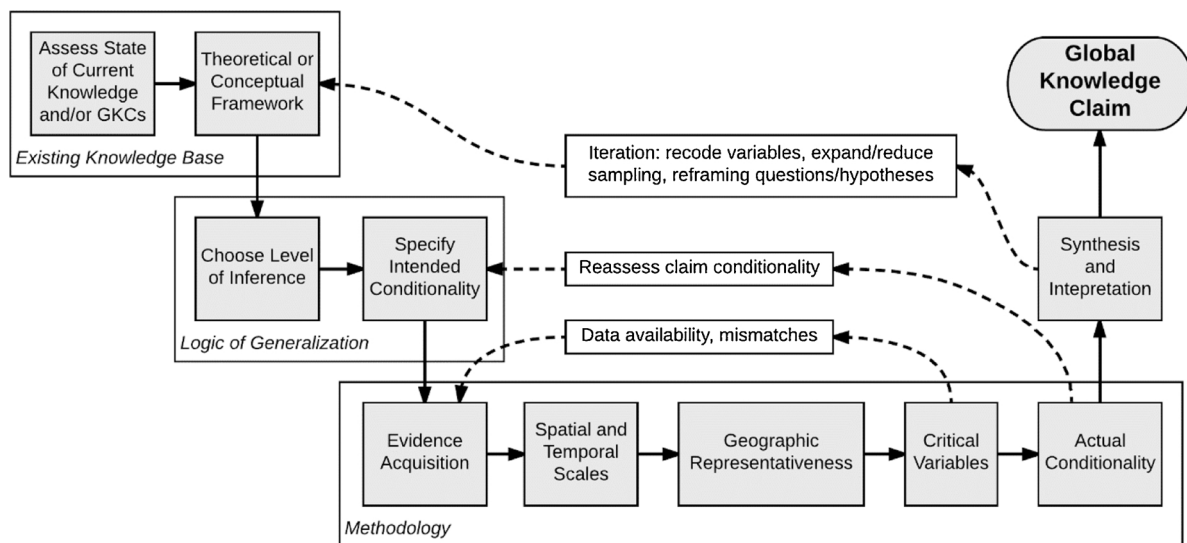 Assess State
of Current
Knowledge
and/or GKCs
Theoretical or
Conceptual
Framework
Existing Knowledge Base
Global
Knowledge
Claim
Iteration: recode variables, expand/reduce
sampling, reframing questions/hypotheses
Choose Level
of Inference
Specify
Intended
Conditionality
Logic of Generalization
Reassess claim conditionality
Data availability, mismatches
Synthesis
and
Intepretation
Evidence
Acquisition
Spatial and
Temporal
Scales
Geographic
Representativeness
Critical
Variables
Actual
Conditionality
Methodology